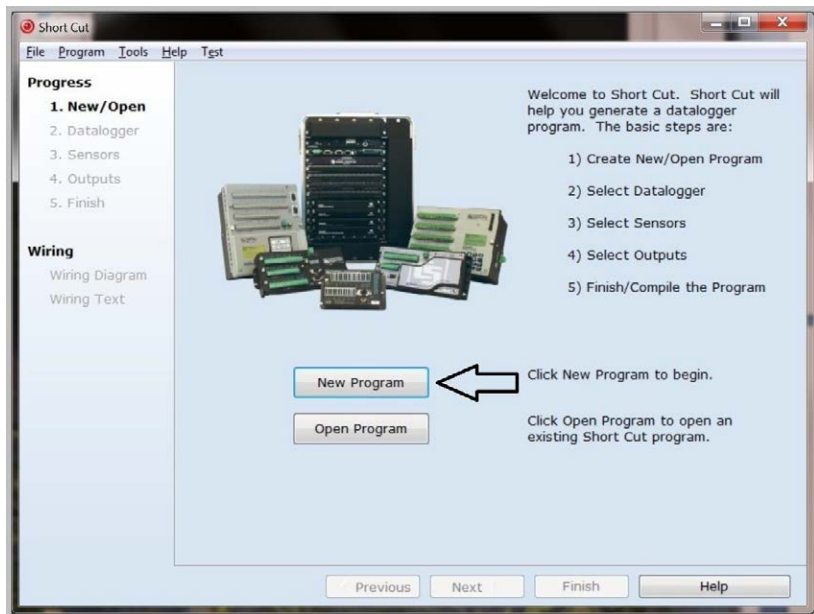 Short Cut
File Program Tools Help Test
Progress
1. New/Open
2. Datalogger
3. Sensors
4. Outputs
5. Finish
Wiring
Wiring Diagram
Wiring Text
Welcome to Short Cut. Short Cut will
help you generate a datalogger
program. The basic steps are:
1) Create New/Open Program
2) Select Datalogger
3) Select Sensors
4) Select Outputs
5) Finish/Compile the Program
New Program
Click New Program to begin.
Open Program
Click Open Program to open an
existing Short Cut program.
Previous Next Finish Help